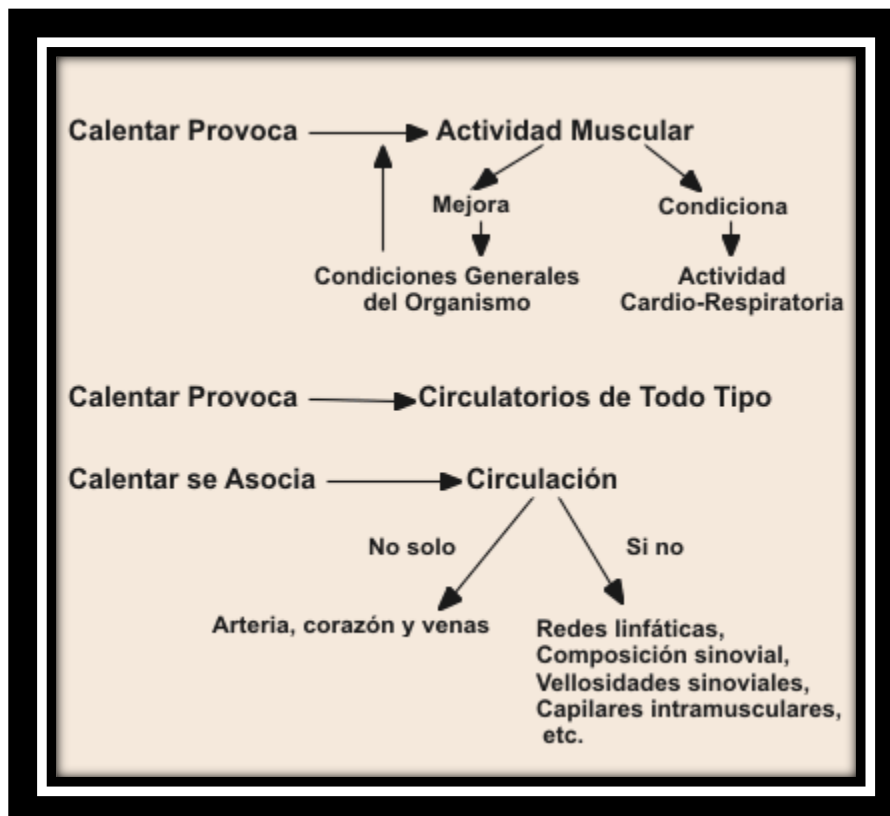 Calentar Provoca
Actividad Muscular
Mejora
Condiciona
Condiciones Generales
del Organismo
Actividad
Cardio-Respiratoria
Calentar Provoca
Circulatorios de Todo Tipo
Calentar se Asocia
Circulación
No solo
Si no
Arteria, corazón y venas
Redes linfáticas,
Composición sinovial,
Vellosidades sinoviales,
Capilares intramusculares,
etc.